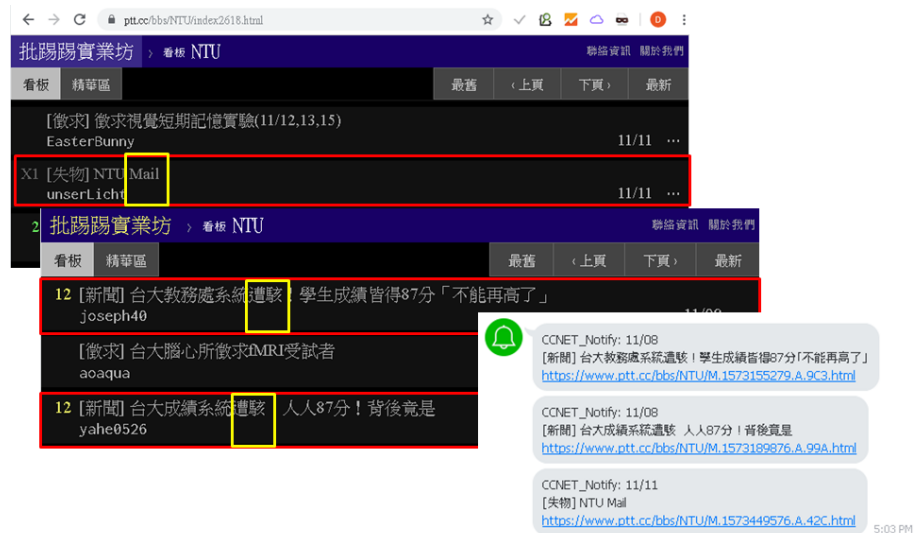 ptt.cc/bbs/NTU/index2618.html
批踢踢實業坊 › 看板 NTU
聯絡資訊 關於我們
看板 精華區 最舊 ‹上頁 下頁› 最新
[徵求] 徵求視覺短期記憶實驗(11/12,13,15)
EasterBunny 11/11 ⋯
X1 [失物] NTU Mail
unserLicht 11/11 ⋯
2
批踢踢實業坊 › 看板 NTU
聯絡資訊 關於我們
看板 精華區 最舊 ‹上頁 下頁› 最新
12 [新聞] 台大教務處系統遭駭！學生成績皆得87分「不能再高了」
joseph40
[徵求] 台大腦心所徵求fMRI受試者
aoaqua
12 [新聞] 台大成績系統遭駭 人人87分！背後竟是
yahe0526
CCNET_Notify: 11/08
[新聞] 台大教務處系統遭駭！學生成績皆得87分「不能再高了」
https://www.ptt.cc/bbs/NTU/M.1573155279.A.9C3.html
CCNET_Notify: 11/08
[新聞] 台大成績系統遭駭 人人87分！背後竟是
https://www.ptt.cc/bbs/NTU/M.1573189876.A.99A.html
CCNET_Notify: 11/11
[失物] NTU Mail
https://www.ptt.cc/bbs/NTU/M.1573449576.A.42C.html
5:03 PM